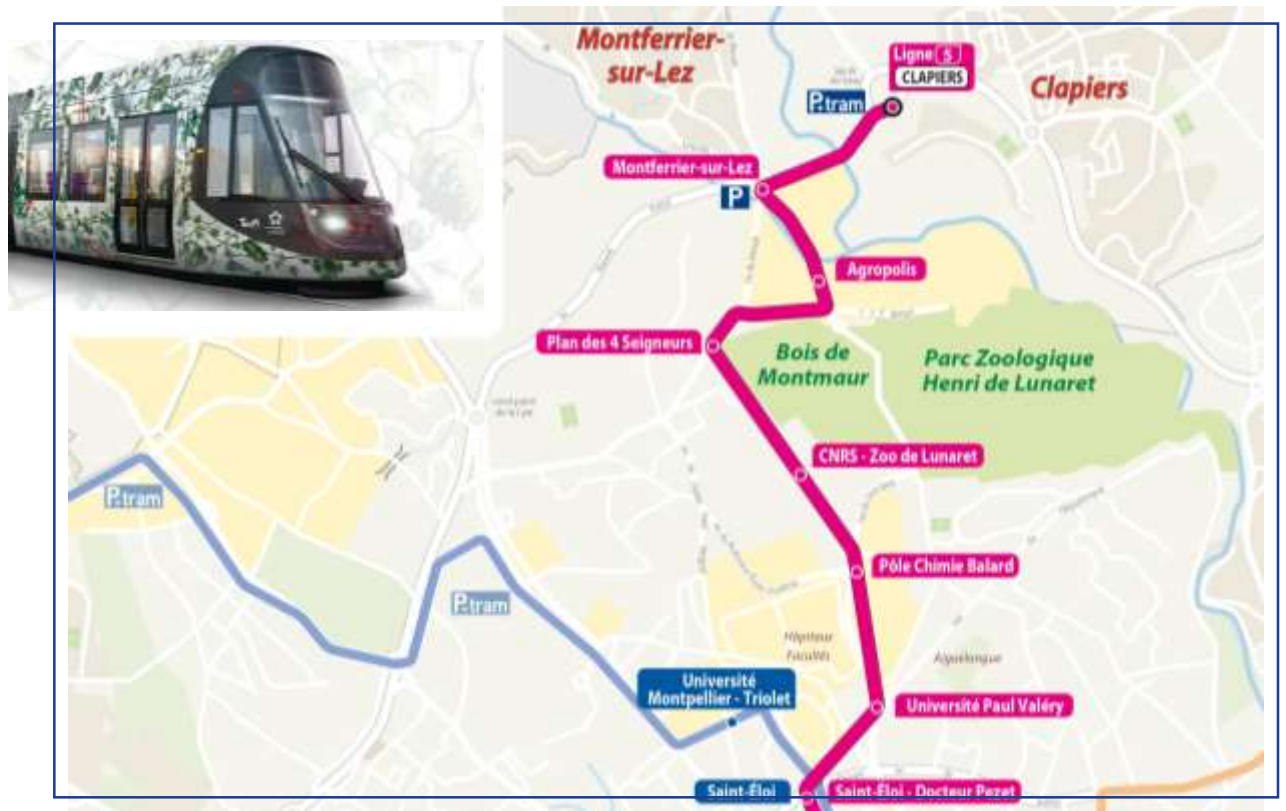 Montferrier-
sur-Lez
Ligne 5
CLAPIERS
Clapiers
P.tram
Montferrier-sur-Lez
P
Agropolis
Plan des 4 Seigneurs
Bois de
Montmaur
Parc Zoologique
Henri de Lunaret
CNRS - Zoo de Lunaret
P.tram
Pôle Chimie Balard
P.tram
Hôpitaux
Facultés
Aiguelongue
Université
Montpellier - Triolet
Université Paul Valéry
Saint-Éloi
Saint-Éloi - Docteur Pezet